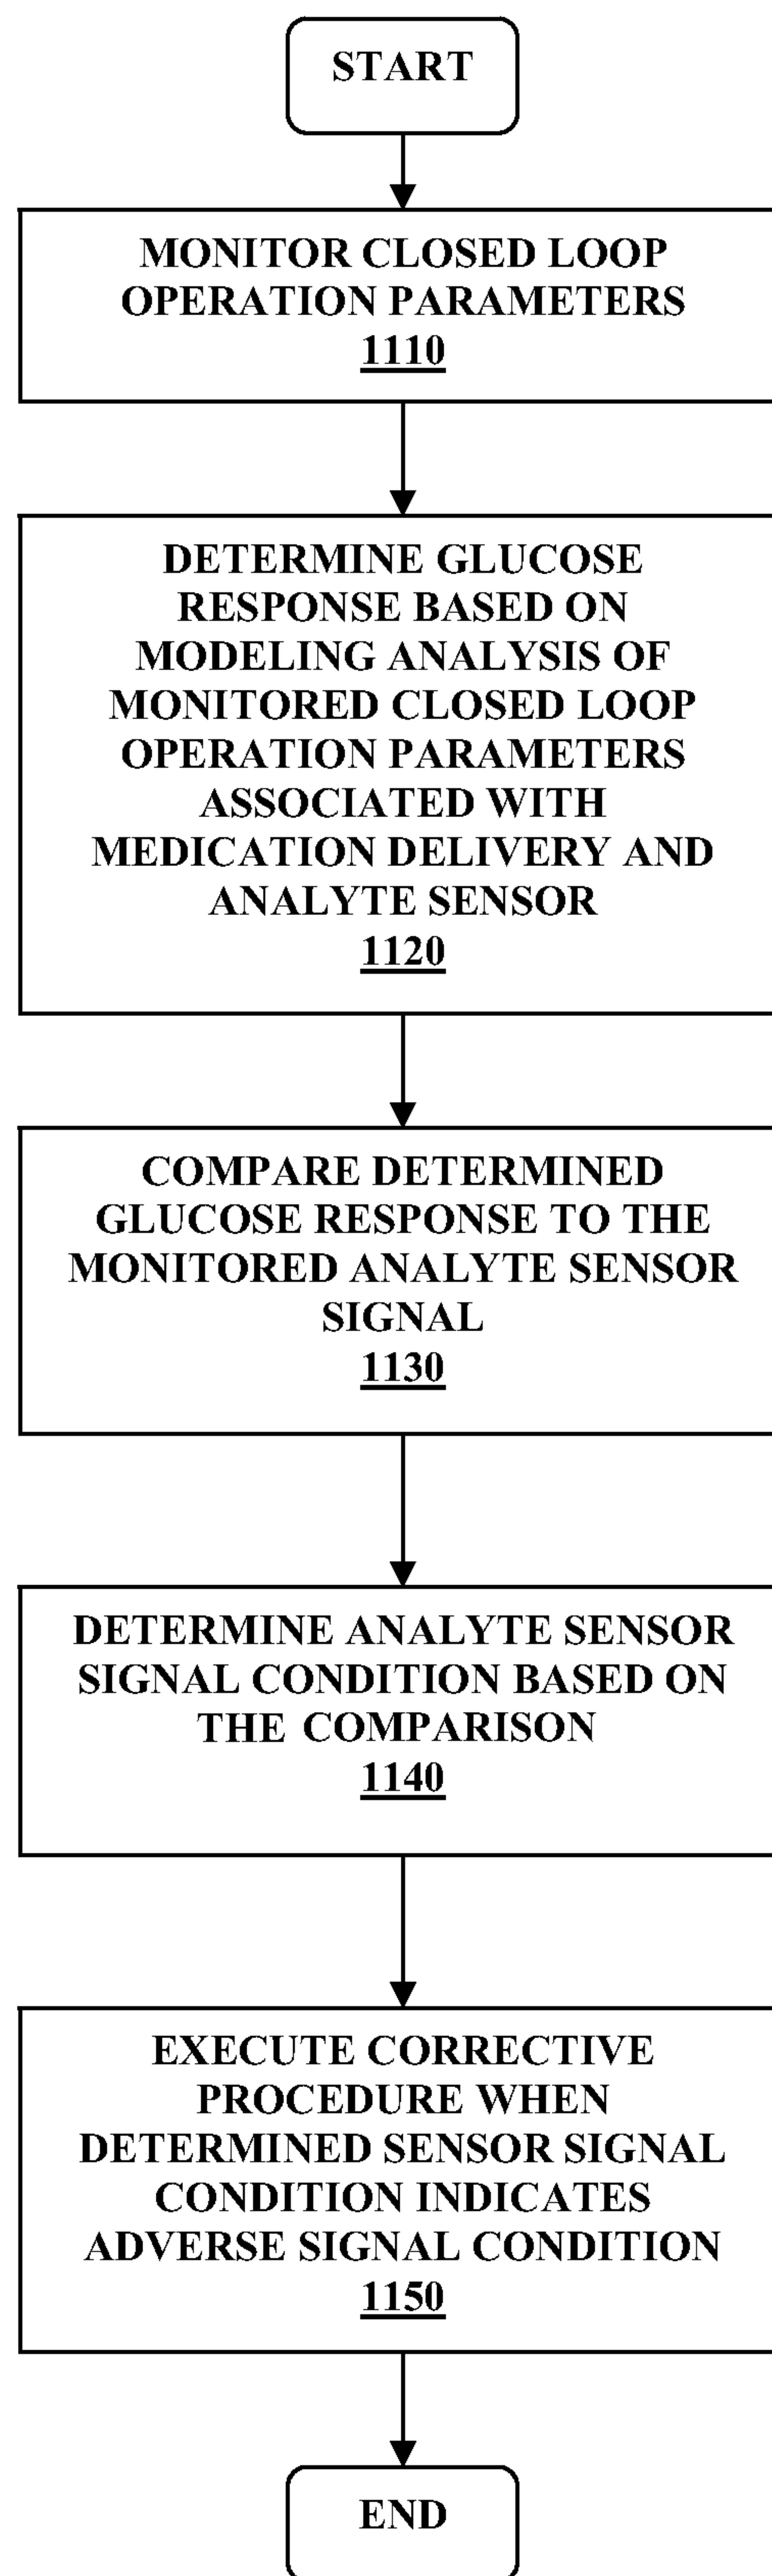 START
MONITOR CLOSED LOOP
OPERATION PARAMETERS
1110
DETERMINE GLUCOSE
RESPONSE BASED ON
MODELING ANALYSIS OF
MONITORED CLOSED LOOP
OPERATION PARAMETERS
ASSOCIATED WITH
MEDICATION DELIVERY AND
ANALYTE SENSOR
1120
COMPARE DETERMINED
GLUCOSE RESPONSE TO THE
MONITORED ANALYTE SENSOR
SIGNAL
1130
DETERMINE ANALYTE SENSOR
SIGNAL CONDITION BASED ON
THE COMPARISON
1140
EXECUTE CORRECTIVE
PROCEDURE WHEN
DETERMINED SENSOR SIGNAL
CONDITION INDICATES
ADVERSE SIGNAL CONDITION
1150
END